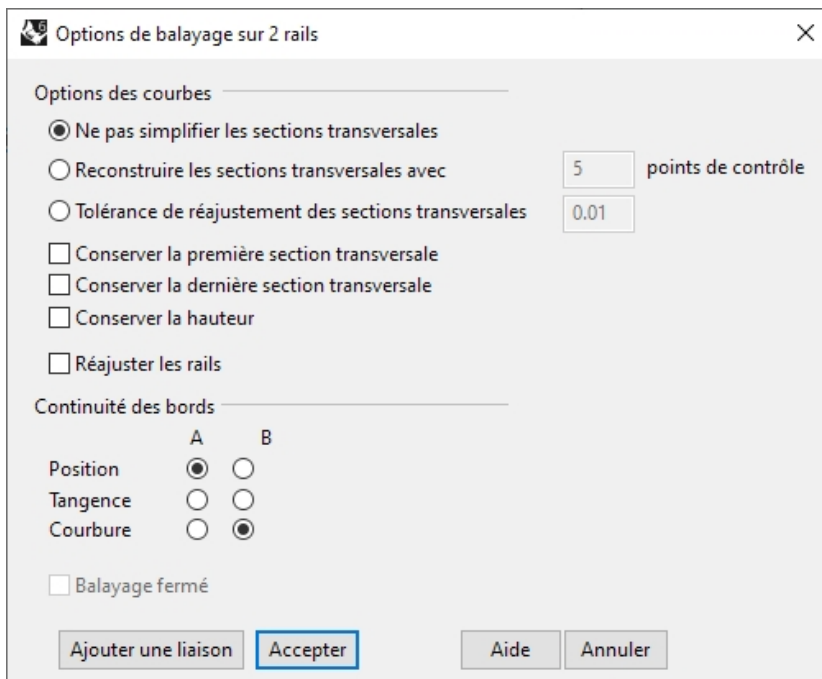 Options de balayage sur 2 rails
Options des courbes
Ne pas simplifier les sections transversales
Reconstruire les sections transversales avec 5 points de contrôle
Tolérance de réajustement des sections transversales 0.01
Conserver la première section transversale
Conserver la dernière section transversale
Conserver la hauteur
Réajuster les rails
Continuité des bords
A B
Position
Tangence
Courbure
Balayage fermé
Ajouter une liaison Accepter Aide Annuler